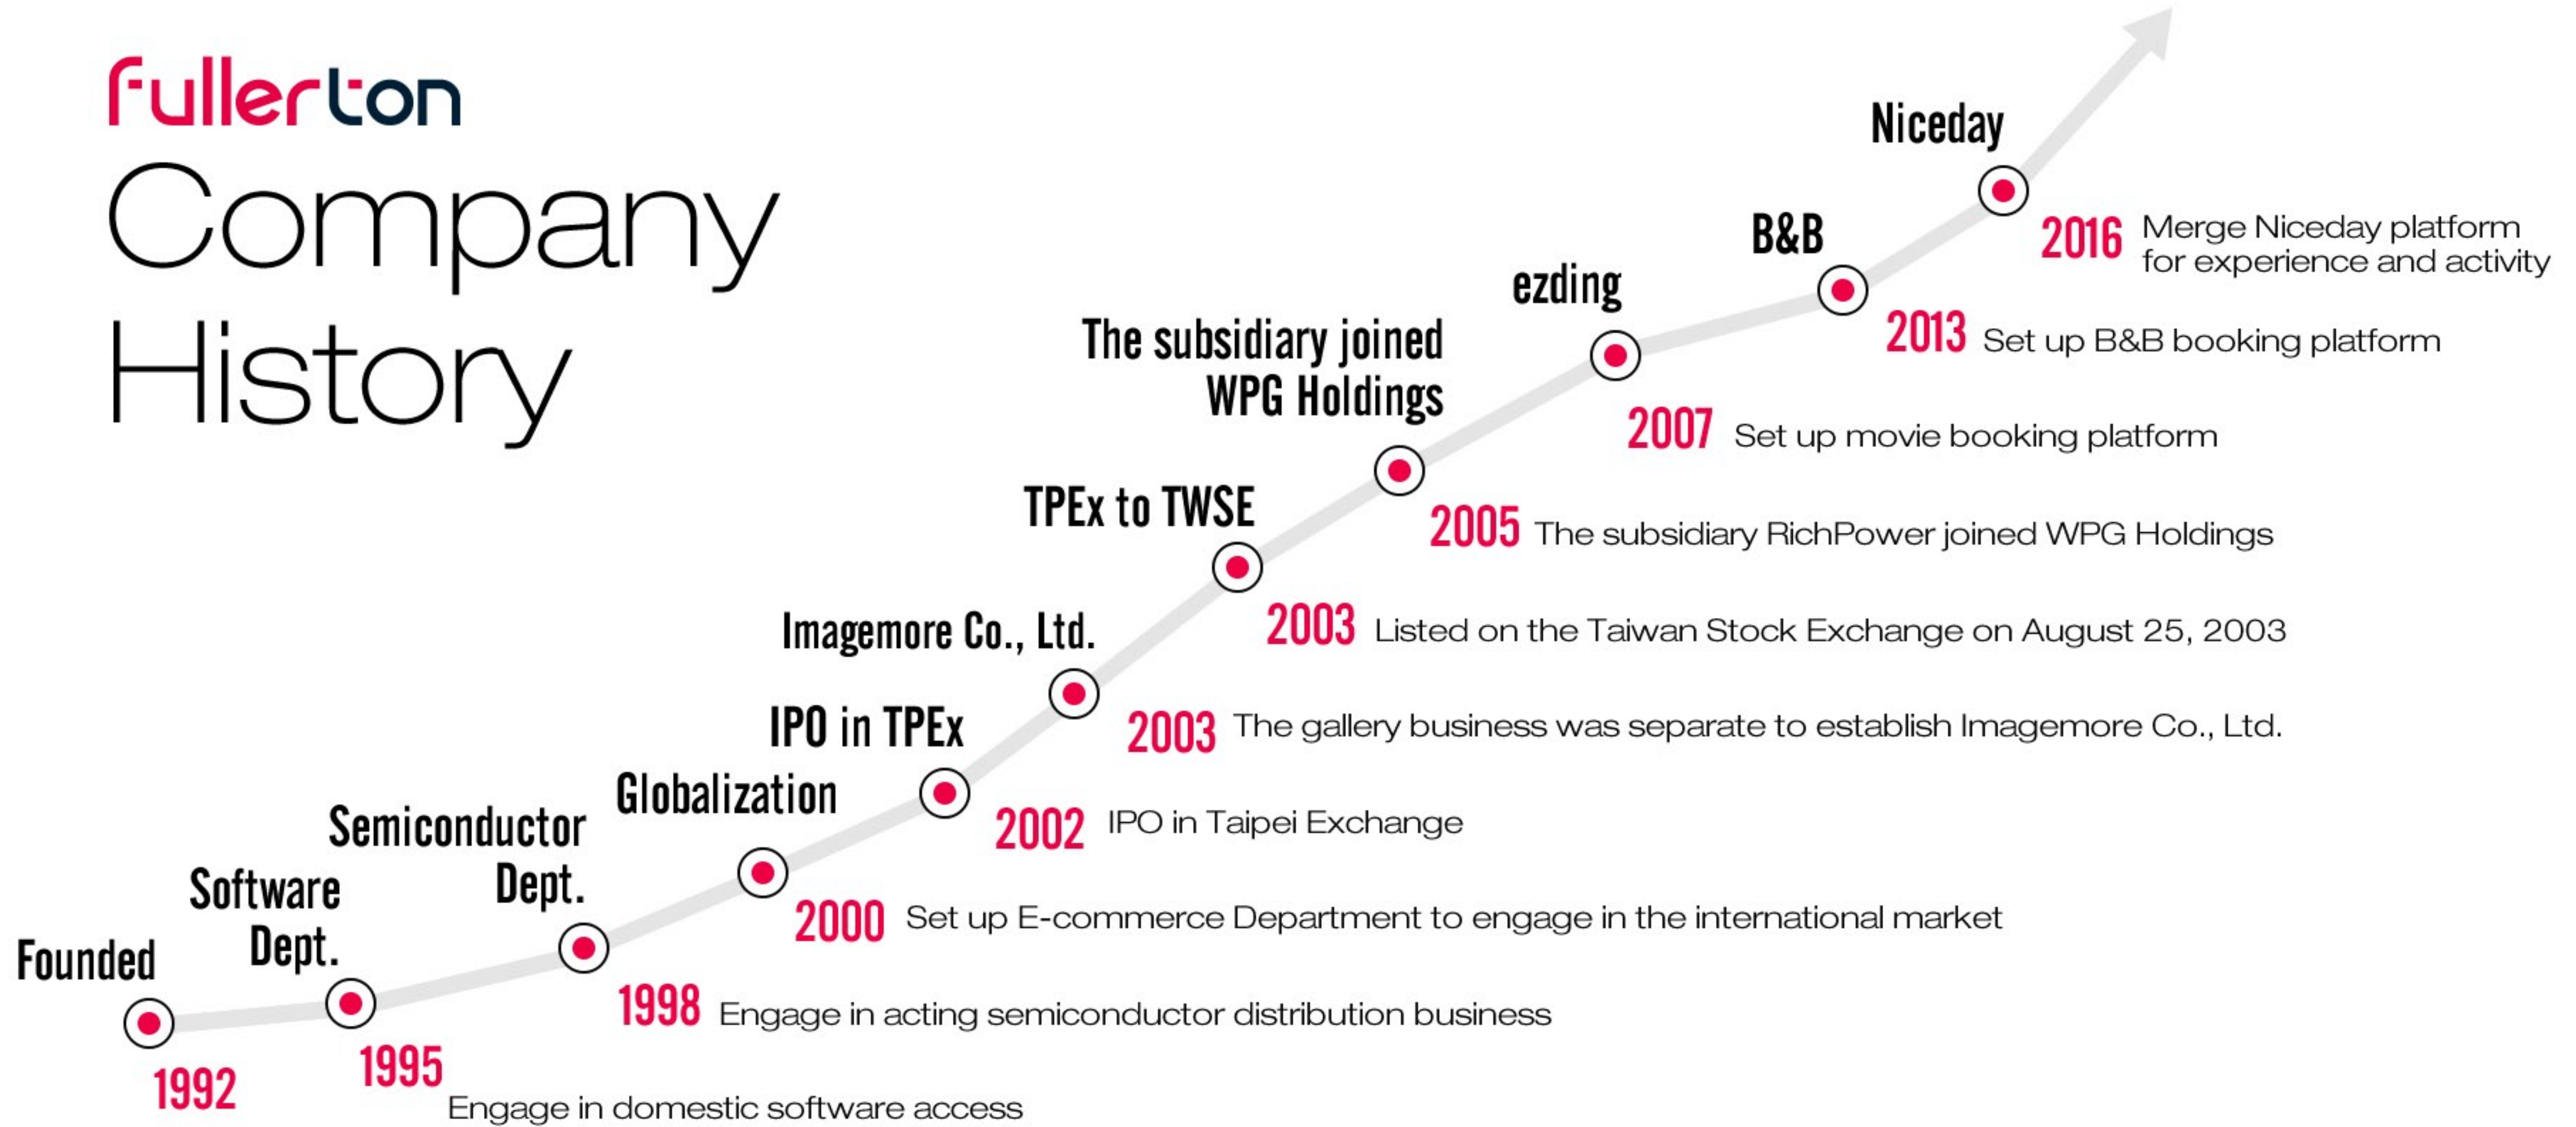 fullerton
Company
History
Founded
1992
Software
Dept.
1995
Engage in domestic software access
Semiconductor
Dept.
1998 Engage in acting semiconductor distribution business
Globalization
2000 Set up E-commerce Department to engage in the international market
IPO in TPEx
2002 IPO in Taipei Exchange
Imagemore Co., Ltd.
2003 The gallery business was separate to establish Imagemore Co., Ltd.
TPEx to TWSE
2003 Listed on the Taiwan Stock Exchange on August 25, 2003
The subsidiary joined
WPG Holdings
2005 The subsidiary RichPower joined WPG Holdings
ezding
2007 Set up movie booking platform
B&B
2013 Set up B&B booking platform
Niceday
2016 Merge Niceday platform
for experience and activity